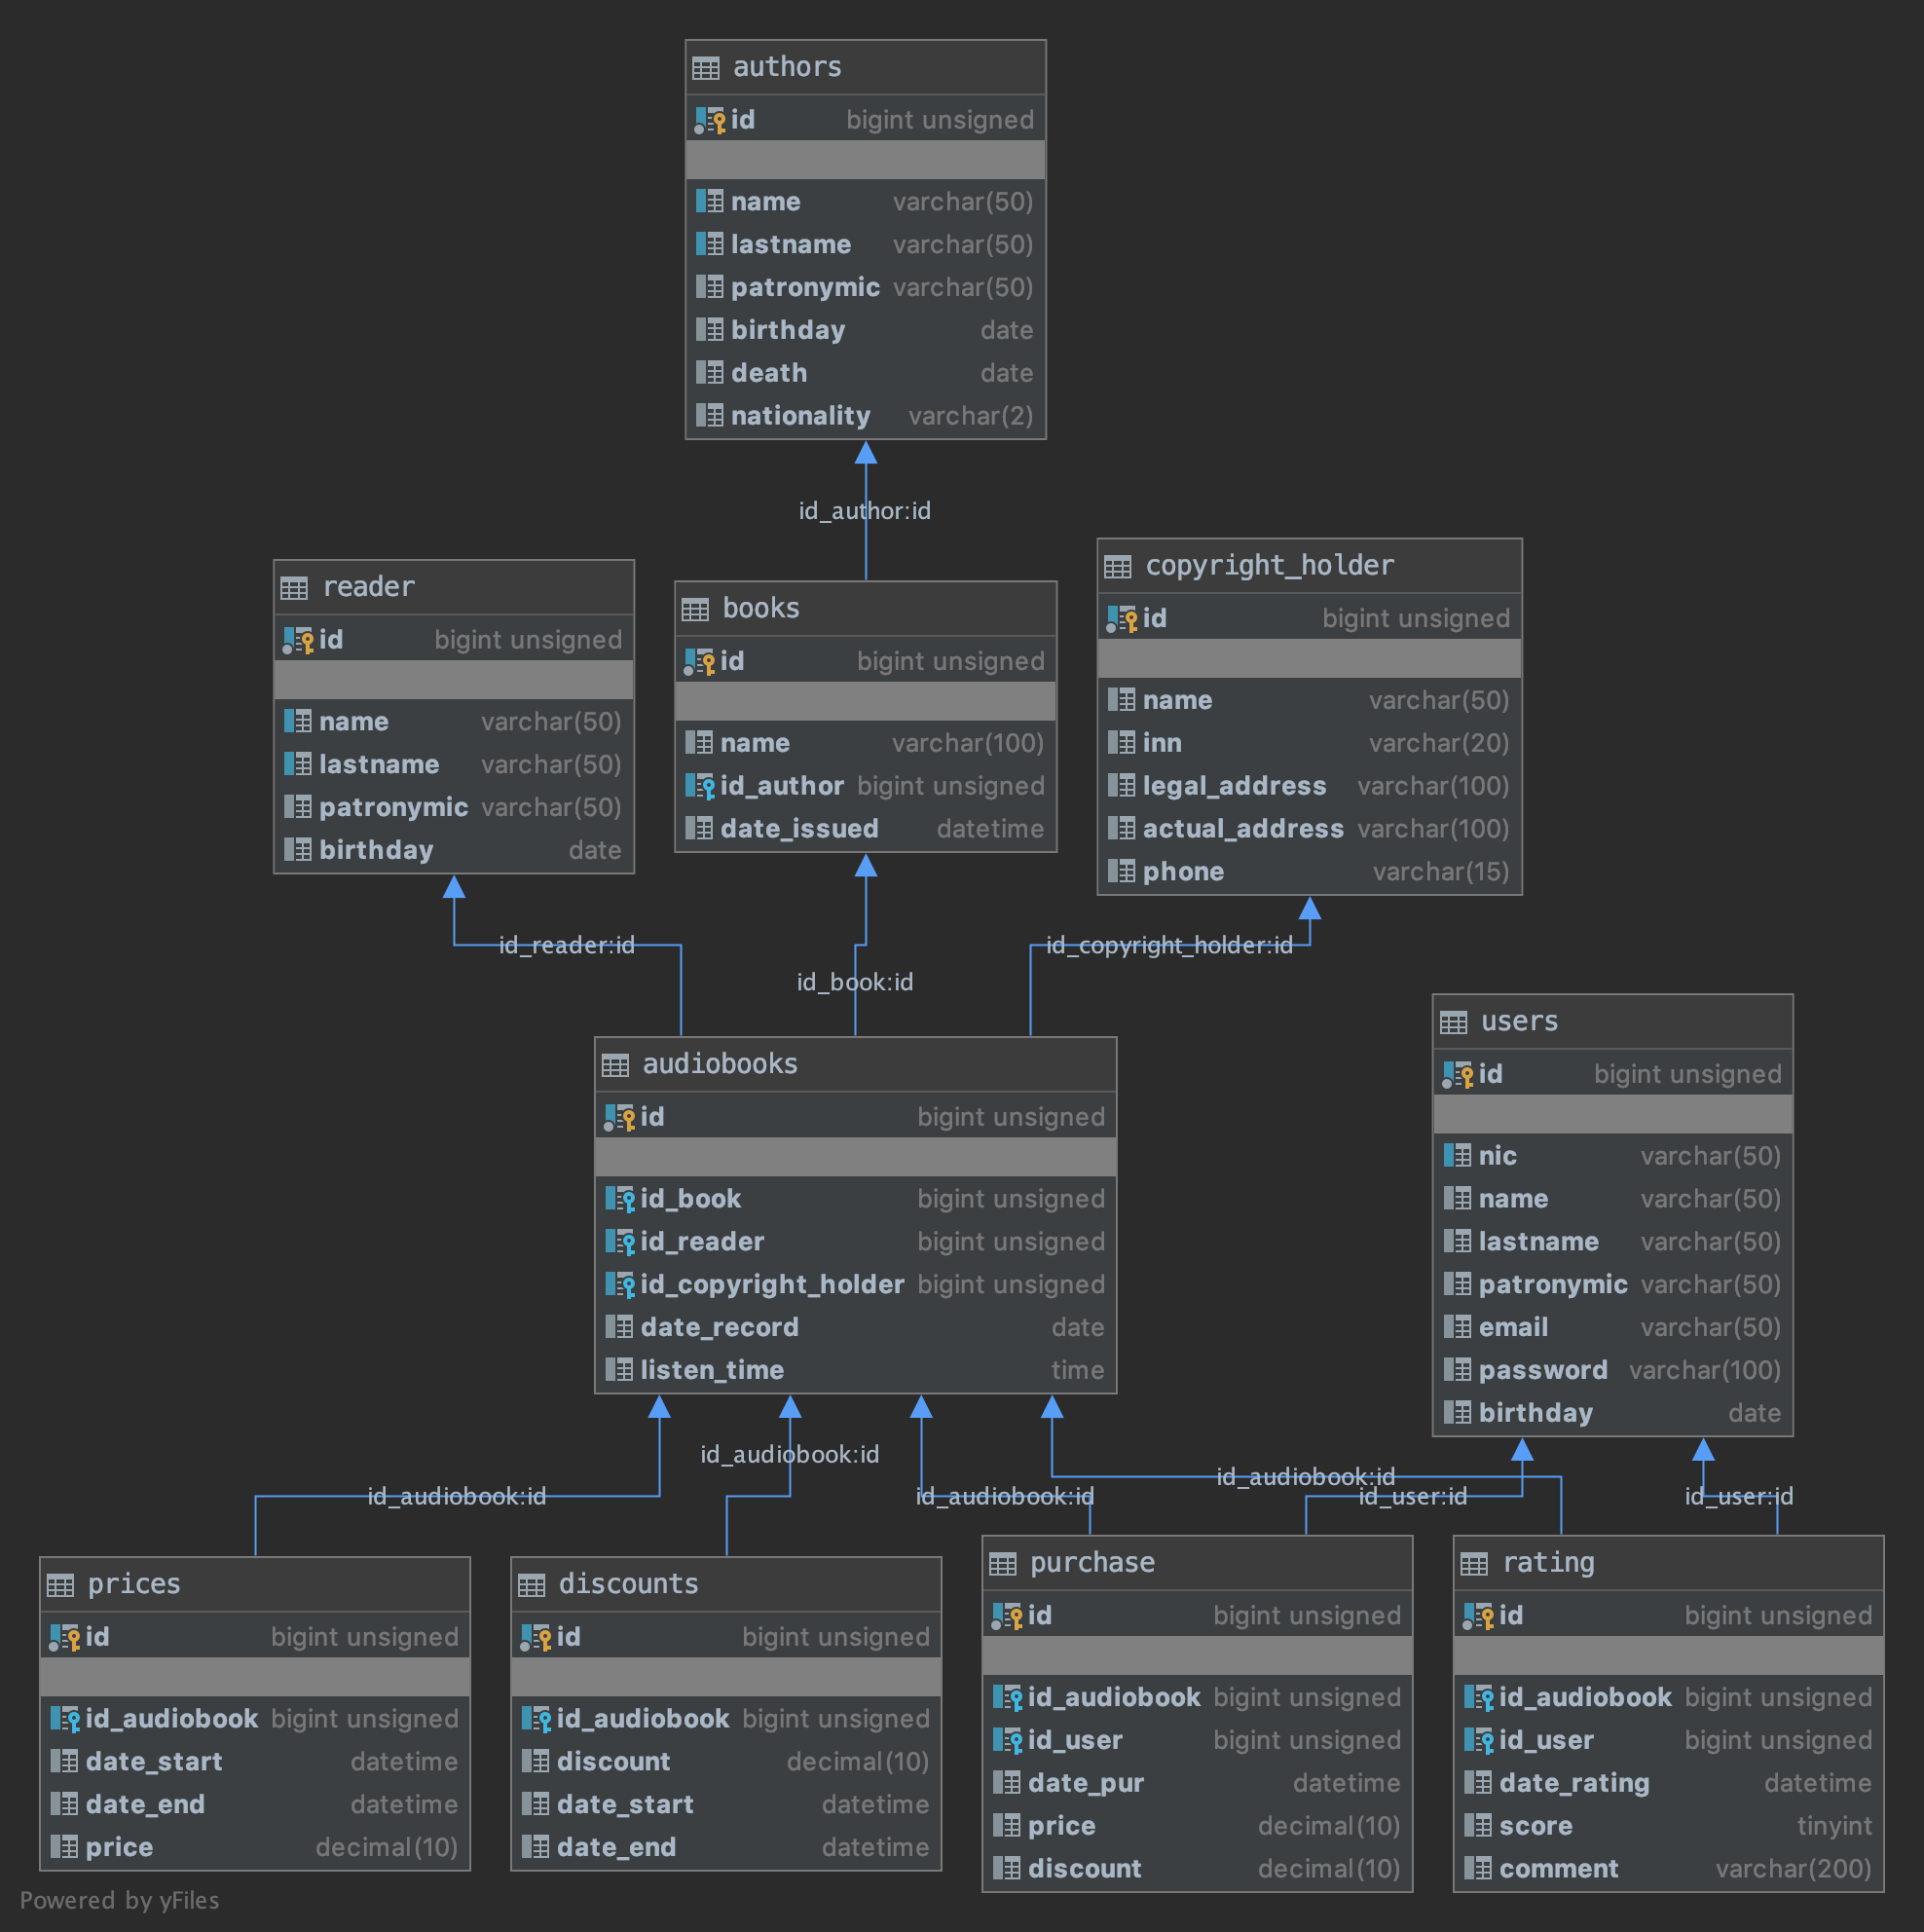 authors
id bigint unsigned
name varchar(50)
lastname varchar(50)
patronymic varchar(50)
birthday date
death date
nationality varchar(2)
id_author:id
reader
id bigint unsigned
name varchar(50)
lastname varchar(50)
patronymic varchar(50)
birthday date
books
id bigint unsigned
name varchar(100)
id_author bigint unsigned
date_issued datetime
copyright_holder
id bigint unsigned
name varchar(50)
inn varchar(20)
legal_address varchar(100)
actual_address varchar(100)
phone varchar(15)
id_reader:id
id_book:id
id_copyright_holder:id
audiobooks
id bigint unsigned
id_book bigint unsigned
id_reader bigint unsigned
id_copyright_holder bigint unsigned
date_record date
listen_time time
users
id bigint unsigned
nic varchar(50)
name varchar(50)
lastname varchar(50)
patronymic varchar(50)
email varchar(50)
password varchar(100)
birthday date
id_audiobook:id
id_audiobook:id
id_audiobook:id
id_audiobook:id
id_user:id
id_user:id
prices
id bigint unsigned
id_audiobook bigint unsigned
date_start datetime
date_end datetime
price decimal(10)
discounts
id bigint unsigned
id_audiobook bigint unsigned
discount decimal(10)
date_start datetime
date_end datetime
purchase
id bigint unsigned
id_audiobook bigint unsigned
id_user bigint unsigned
date_pur datetime
price decimal(10)
discount decimal(10)
rating
id bigint unsigned
id_audiobook bigint unsigned
id_user bigint unsigned
date_rating datetime
score tinyint
comment varchar(200)
Powered by yFiles